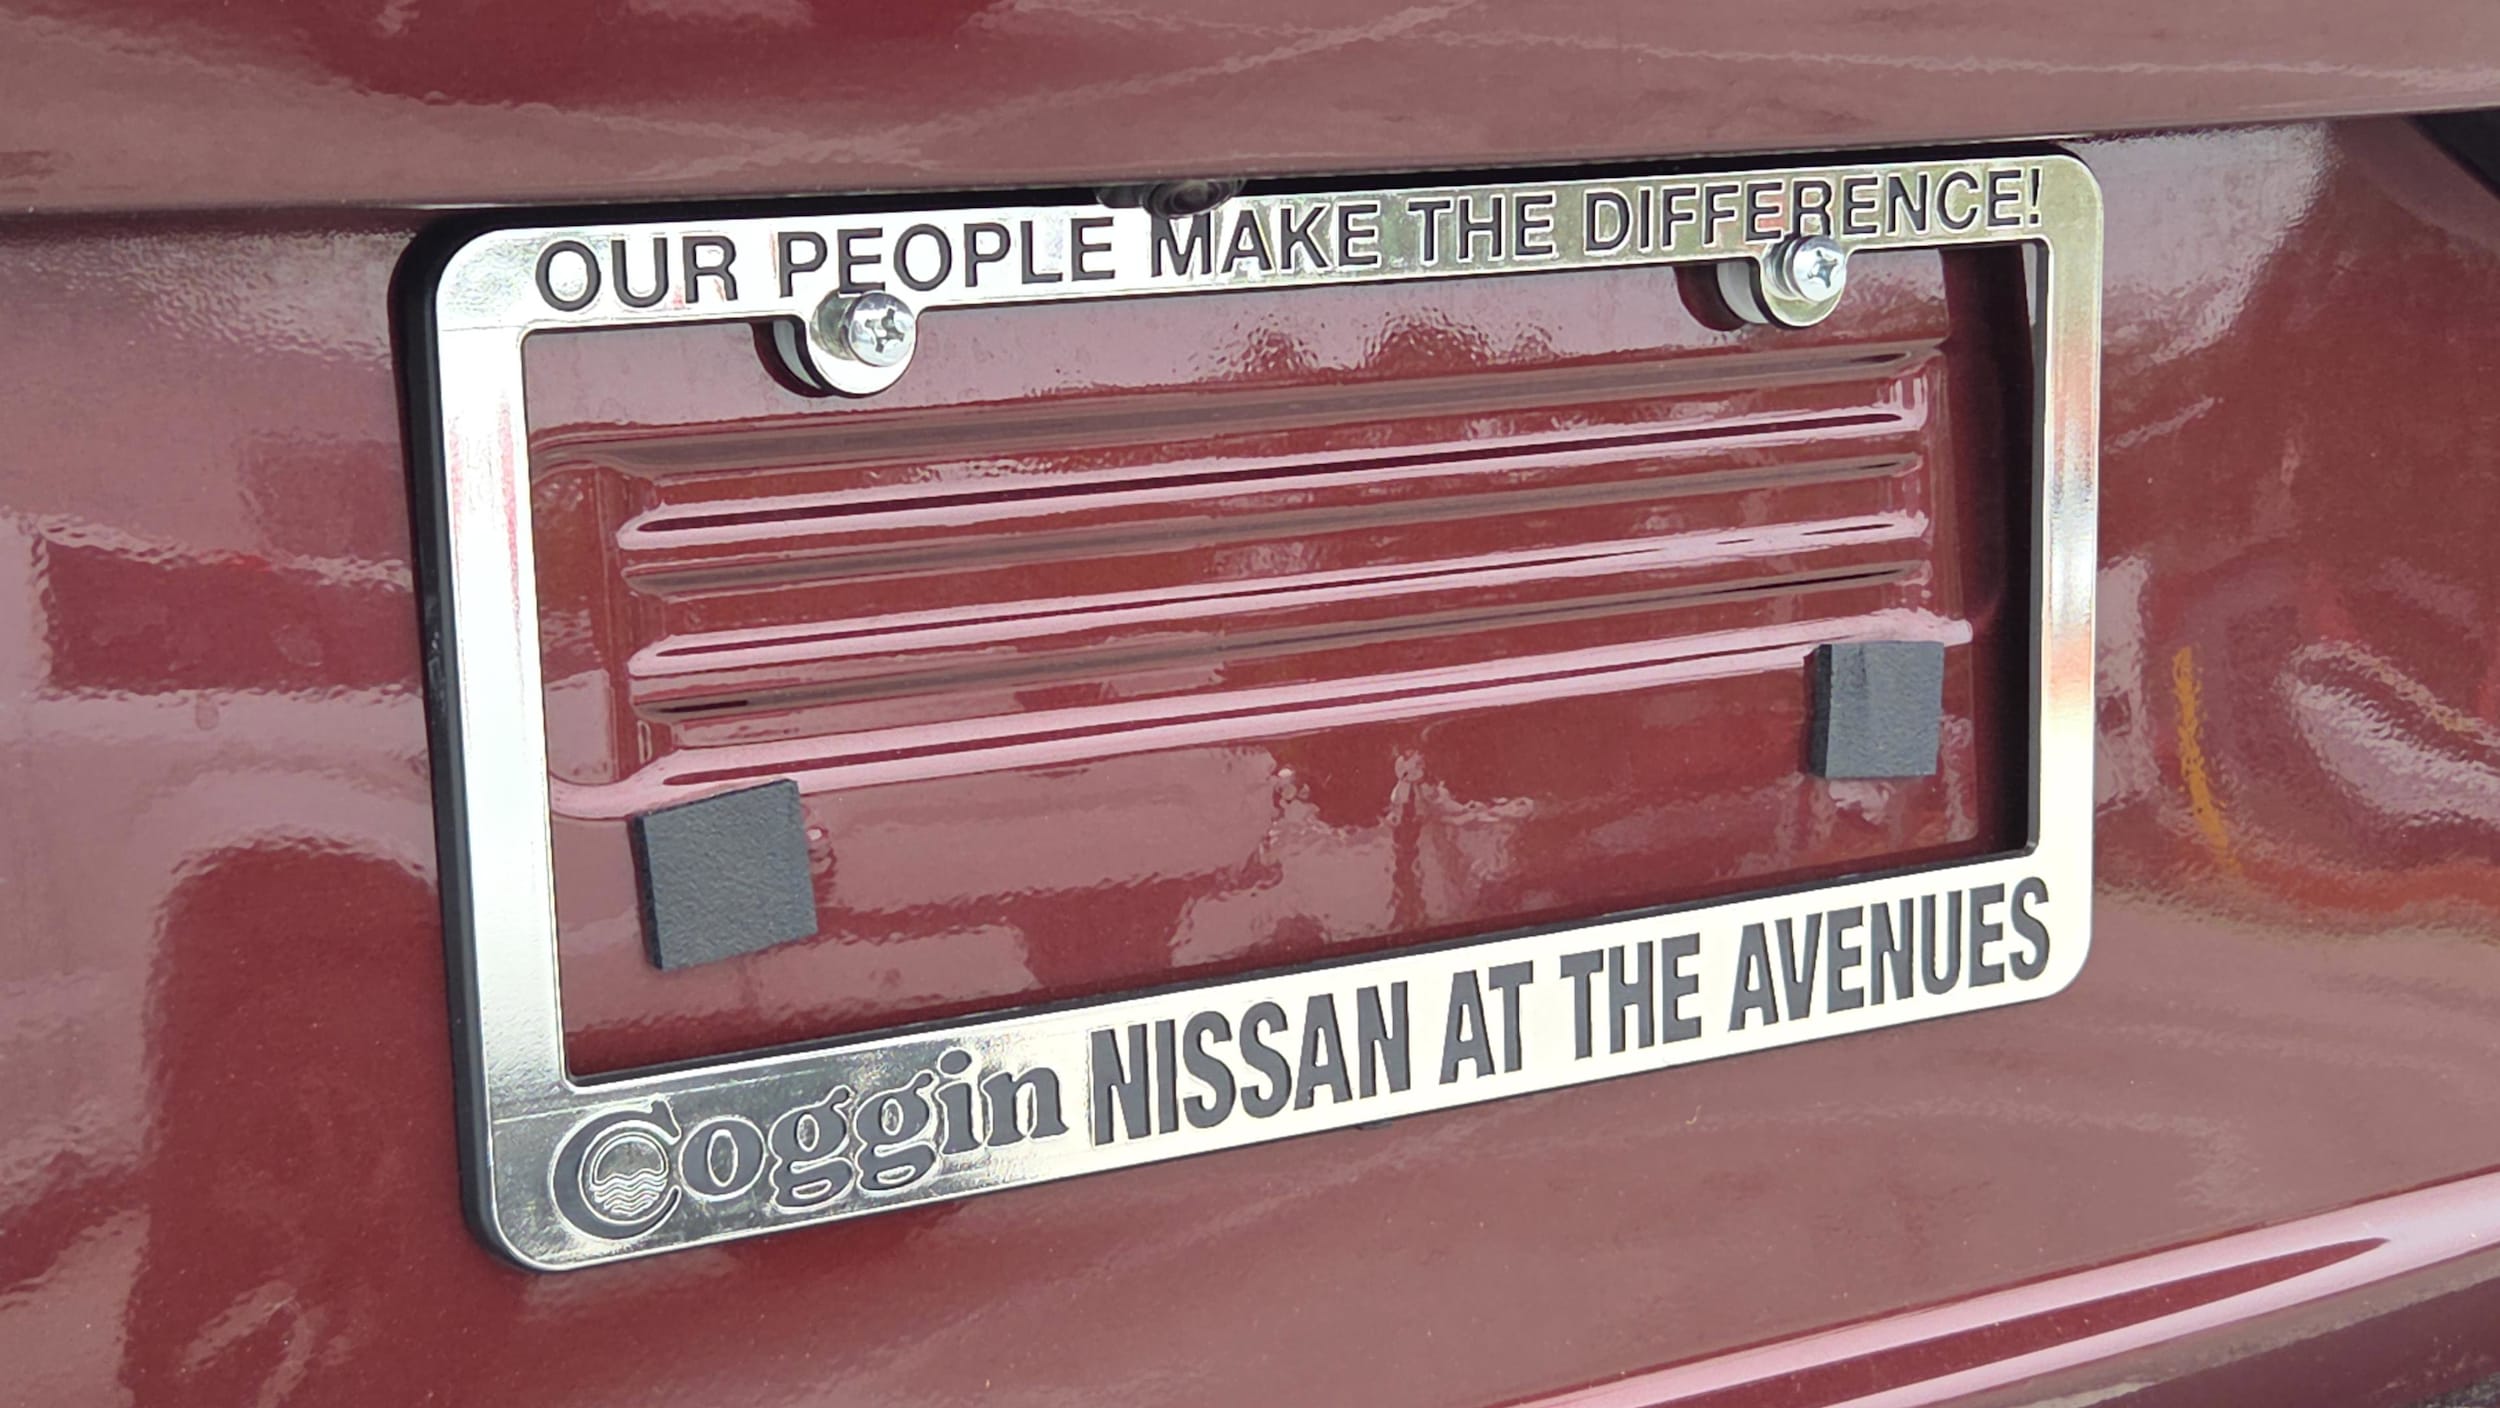 OUR PEOPLE MAKE THE DIFFERENCE!
Coggin NISSAN AT THE AVENUES